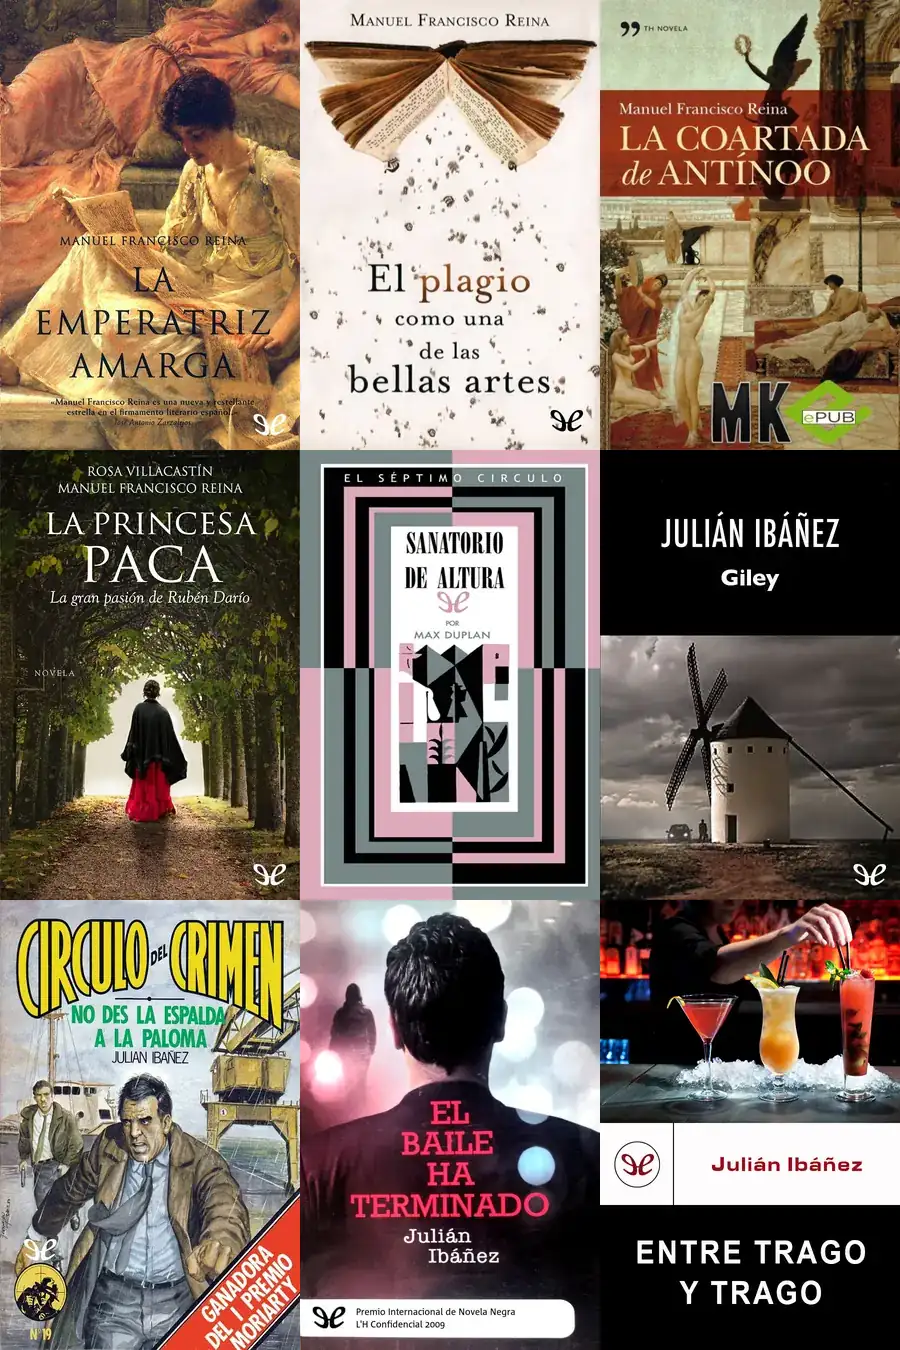 MANUEL FRANCISCO REINA
LA
EMPERATRIZ
AMARGA
«Manuel Francisco Reina es una nueva y restellante
estrella en el firmamento literario español.»
José Antonio Zarzalejos
MANUEL FRANCISCO REINA
El plagio
como una
de las
bellas artes
TH NOVELA
Manuel Francisco Reina
LA COARTADA
de ANTÍNOO
MK
ePUB
ROSA VILLACASTÍN
MANUEL FRANCISCO REINA
LA PRINCESA
PACA
La gran pasión de Rubén Darío
NOVELA
EL SÉPTIMO CIRCULO
SANATORIO
DE ALTURA
POR
MAX DUPLAN
JULIÁN IBÁÑEZ
Giley
CIRCULO DEL CRIMEN
NO DES LA ESPALDA
A LA PALOMA
JULIAN IBAÑEZ
GANADORA
DEL I PREMIO
MORIARTY
Nº 19
EL
BAILE
HA
TERMINADO
Julián
Ibáñez
Premio Internacional de Novela Negra
L'H Confidencial 2009
Julián Ibáñez
ENTRE TRAGO
Y TRAGO